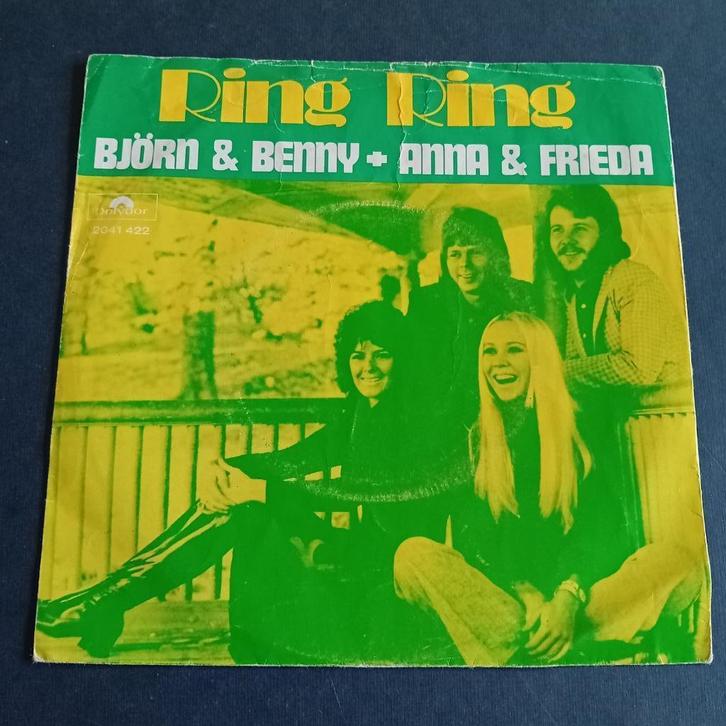 Ring Ring
BJÖRN & BENNY + ANNA & FRIEDA
Polydor
2041 422